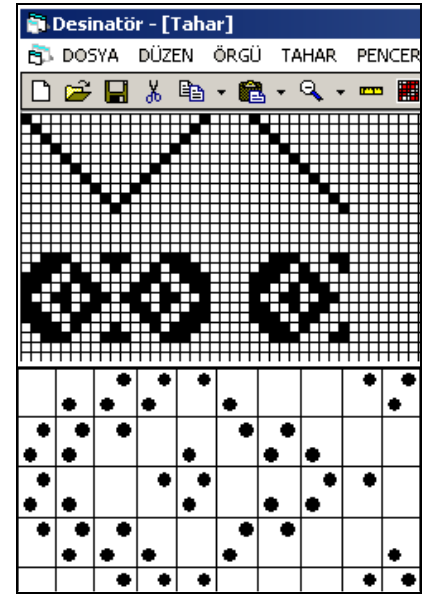 Desinatör - [Tahar]
DOSYA DÜZEN ÖRGÜ TAHAR PENCER